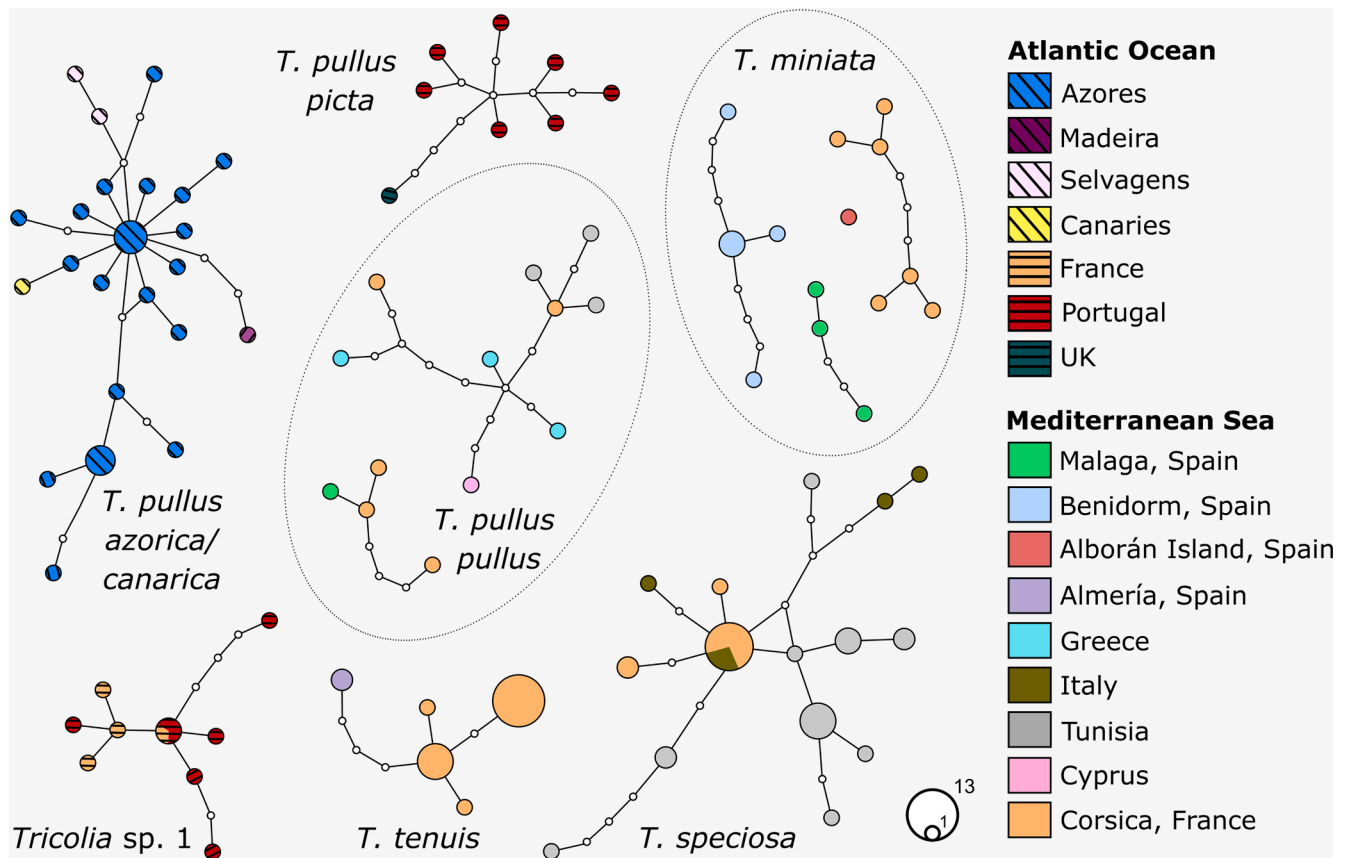 T. pullus
picta
T. miniata
T. pullus
azorica/
canarica
T. pullus
pullus
Tricolia sp. 1
T. tenuis
T. speciosa
13
1
Atlantic Ocean
Azores
Madeira
Selvagens
Canaries
France
Portugal
UK
Mediterranean Sea
Malaga, Spain
Benidorm, Spain
Alborán Island, Spain
Almería, Spain
Greece
Italy
Tunisia
Cyprus
Corsica, France